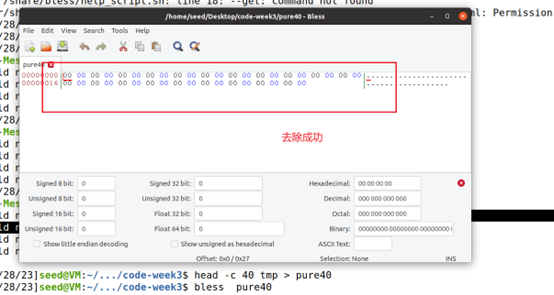 r/share/bless/help_script.sh: line 18: --get: command not found
/home/seed/Desktop/code-week3/pure40 - Bless
ml: Permission
File Edit View Search Tools Help
pure40
00000000 00 00 00 00 00 00 00 00 00 00 00 00 00 00 00 00 00 00 00 00 00 00
00000016 00 00 00 00 00 00 00 00 00 00 00 00 00 00 00 00 00 00
去除成功
Signed 8 bit: 0 Signed 32 bit: 0 Hexadecimal: 00 00 00 00
Unsigned 8 bit: 0 Unsigned 32 bit: 0 Decimal: 000 000 000 000
Signed 16 bit: 0 Float 32 bit: 0 Octal: 000 000 000 000
Unsigned 16 bit: 0 Float 64 bit: 0 Binary: 00000000 00000000 00000000
Show little endian decoding Show unsigned as hexadecimal ASCII Text:
Offset: 0x0 / 0x27 Selection: None INS
/28/23]seed@VM:~/.../code-week3$ head -c 40 tmp > pure40
/28/23]seed@VM:~/.../code-week3$ bless pure40